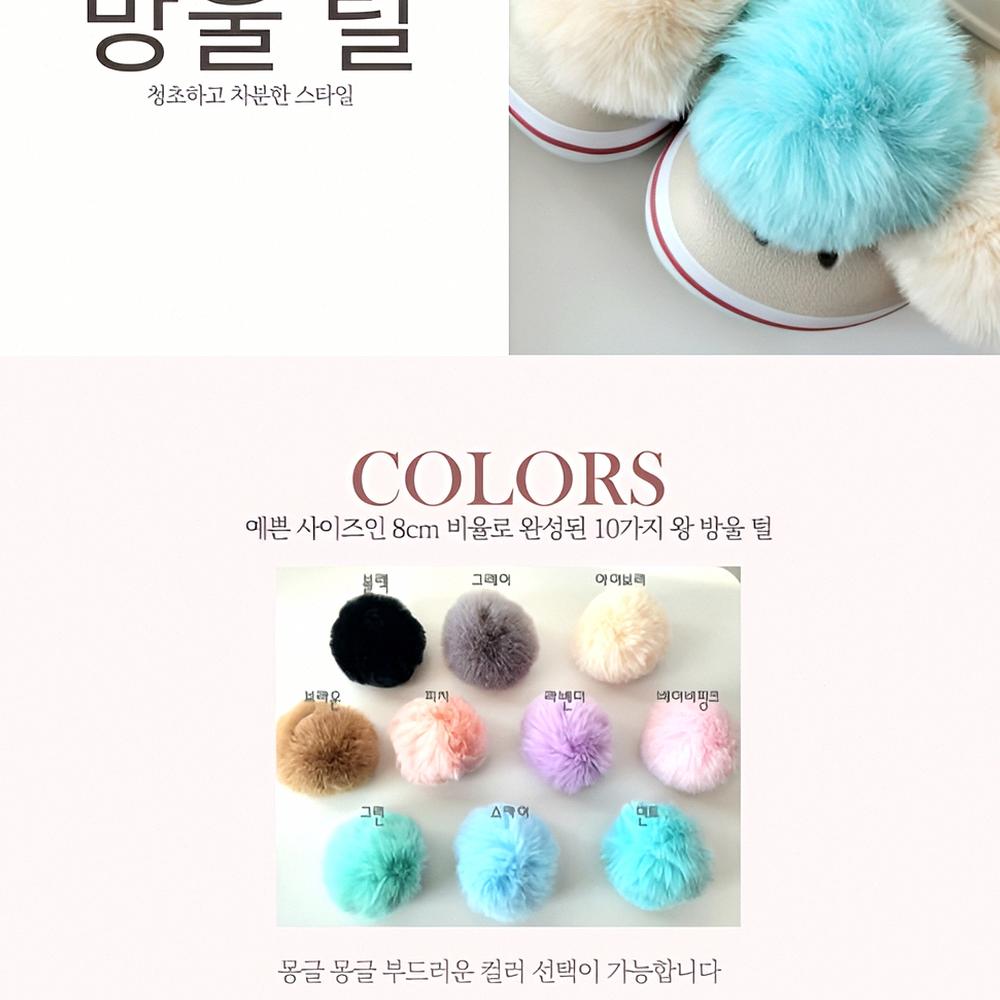 방울 털
청초하고 차분한 스타일
COLORS
예쁜 사이즈인 8cm 비율로 완성된 10가지 왕 방울 털
블랙 그레이 아이보리
브라운 피치 라벤더 베이비핑크
그린 스카이 민트
몽글 몽글 부드러운 컬러 선택이 가능합니다